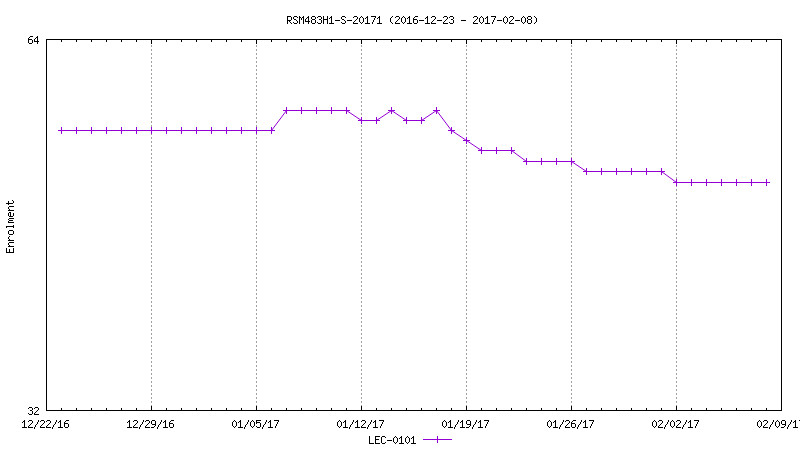 RSM483H1-S-20171 (2016-12-23 - 2017-02-08)
64
Enrolment
32
12/22/16 12/29/16 01/05/17 01/12/17 01/19/17 01/26/17 02/02/17 02/09/1
LEC-0101